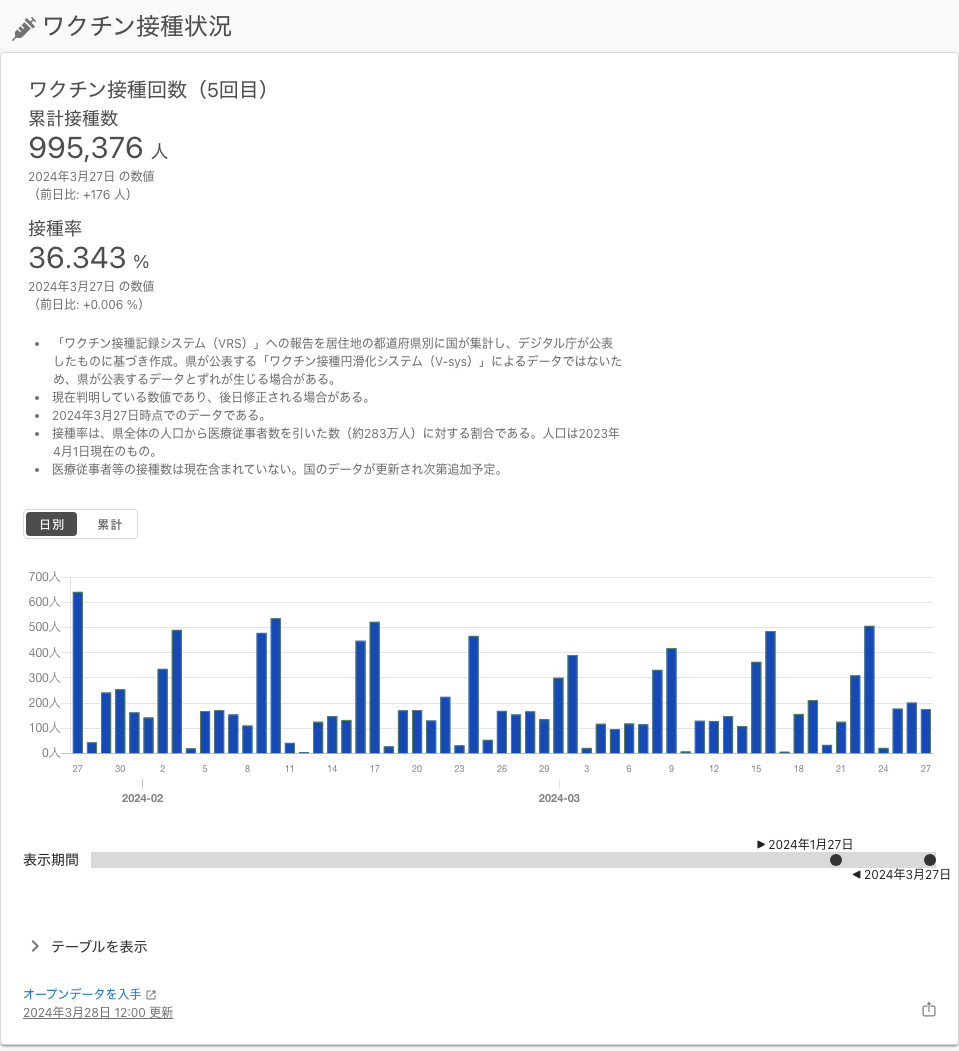 ワクチン接種状況
ワクチン接種回数（5回目）
累計接種数
995,376 人
2024年3月27日 の数値
（前日比: +176 人）
接種率
36.343 %
2024年3月27日 の数値
（前日比: +0.006 %）
• 「ワクチン接種記録システム（VRS）」への報告を居住地の都道府県別に国が集計し、デジタル庁が公表
したものに基づき作成。県が公表する「ワクチン接種円滑化システム（V-sys）」によるデータではないた
め、県が公表するデータとずれが生じる場合がある。
• 現在判明している数値であり、後日修正される場合がある。
• 2024年3月27日時点でのデータである。
• 接種率は、県全体の人口から医療従事者数を引いた数（約283万人）に対する割合である。人口は2023年
4月1日現在のもの。
• 医療従事者等の接種数は現在含まれていない。国のデータが更新され次第追加予定。
日別 累計
700人
600人
500人
400人
300人
200人
100人
0人
27 30 2 5 8 11 14 17 20 23 26 29 3 6 9 12 15 18 21 24 27
2024-02 2024-03
▶ 2024年1月27日
表示期間
◀ 2024年3月27日
テーブルを表示
オープンデータを入手
2024年3月28日 12:00 更新